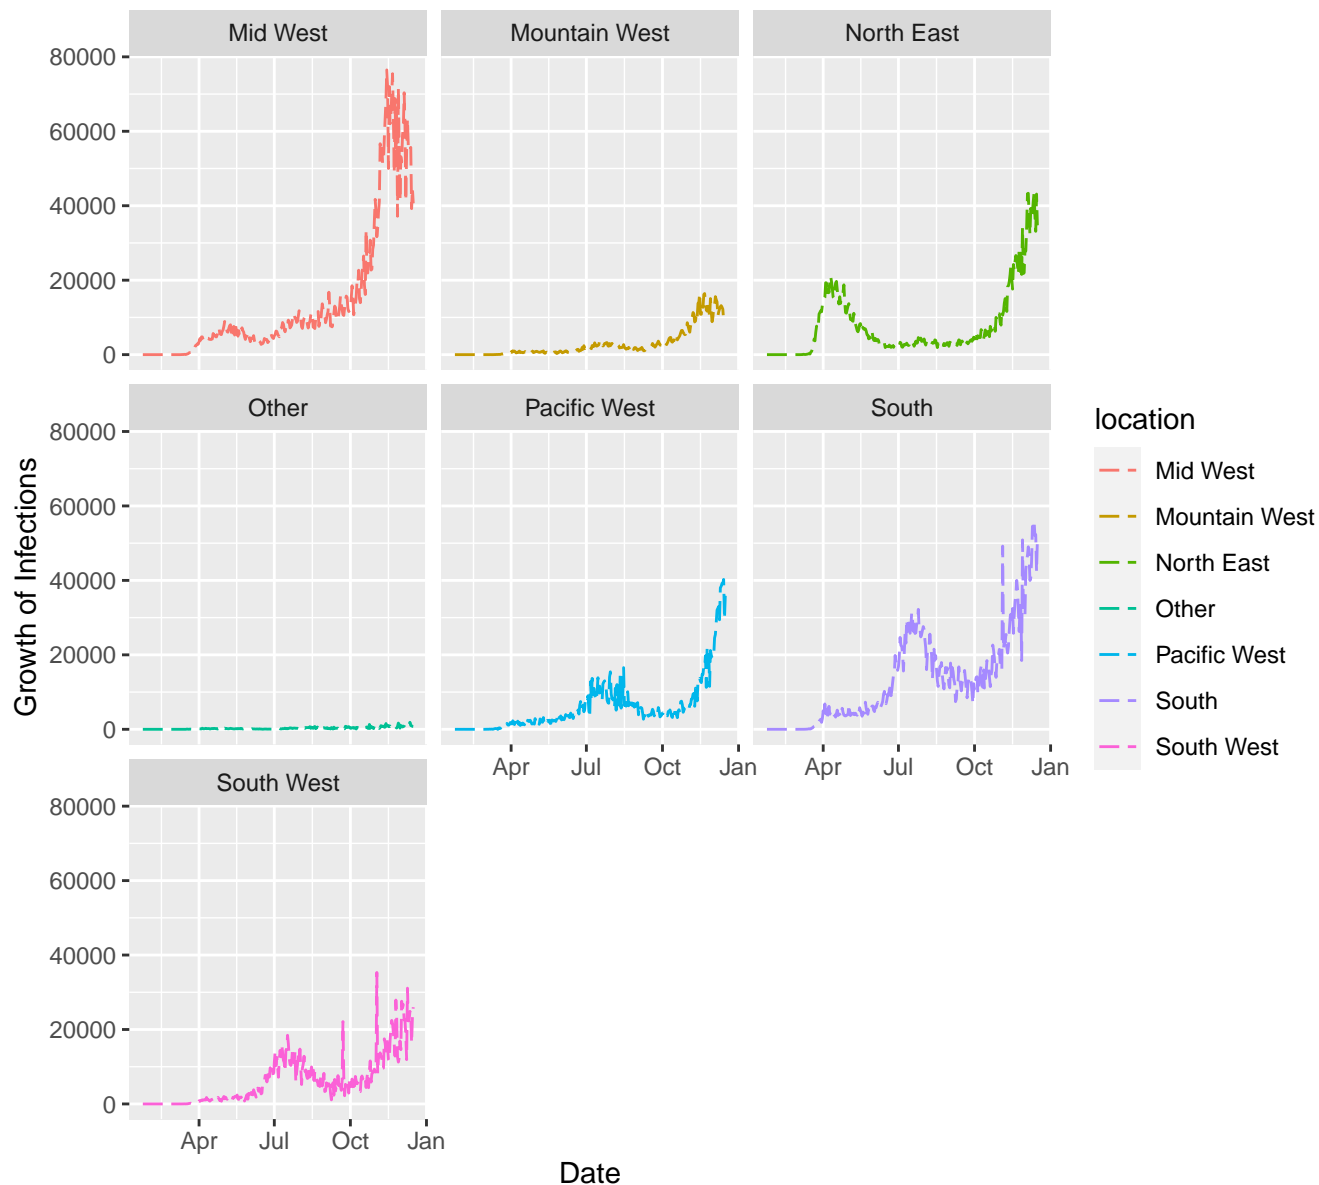 Mid West
Mountain West
North East
80000
60000
40000
20000
0
Other
Pacific West
South
80000
60000
40000
20000
0
Apr
Jul
Oct
Jan
Apr
Jul
Oct
Jan
South West
80000
60000
40000
20000
0
Apr
Jul
Oct
Jan
Growth of Infections
Date
location
Mid West
Mountain West
North East
Other
Pacific West
South
South West